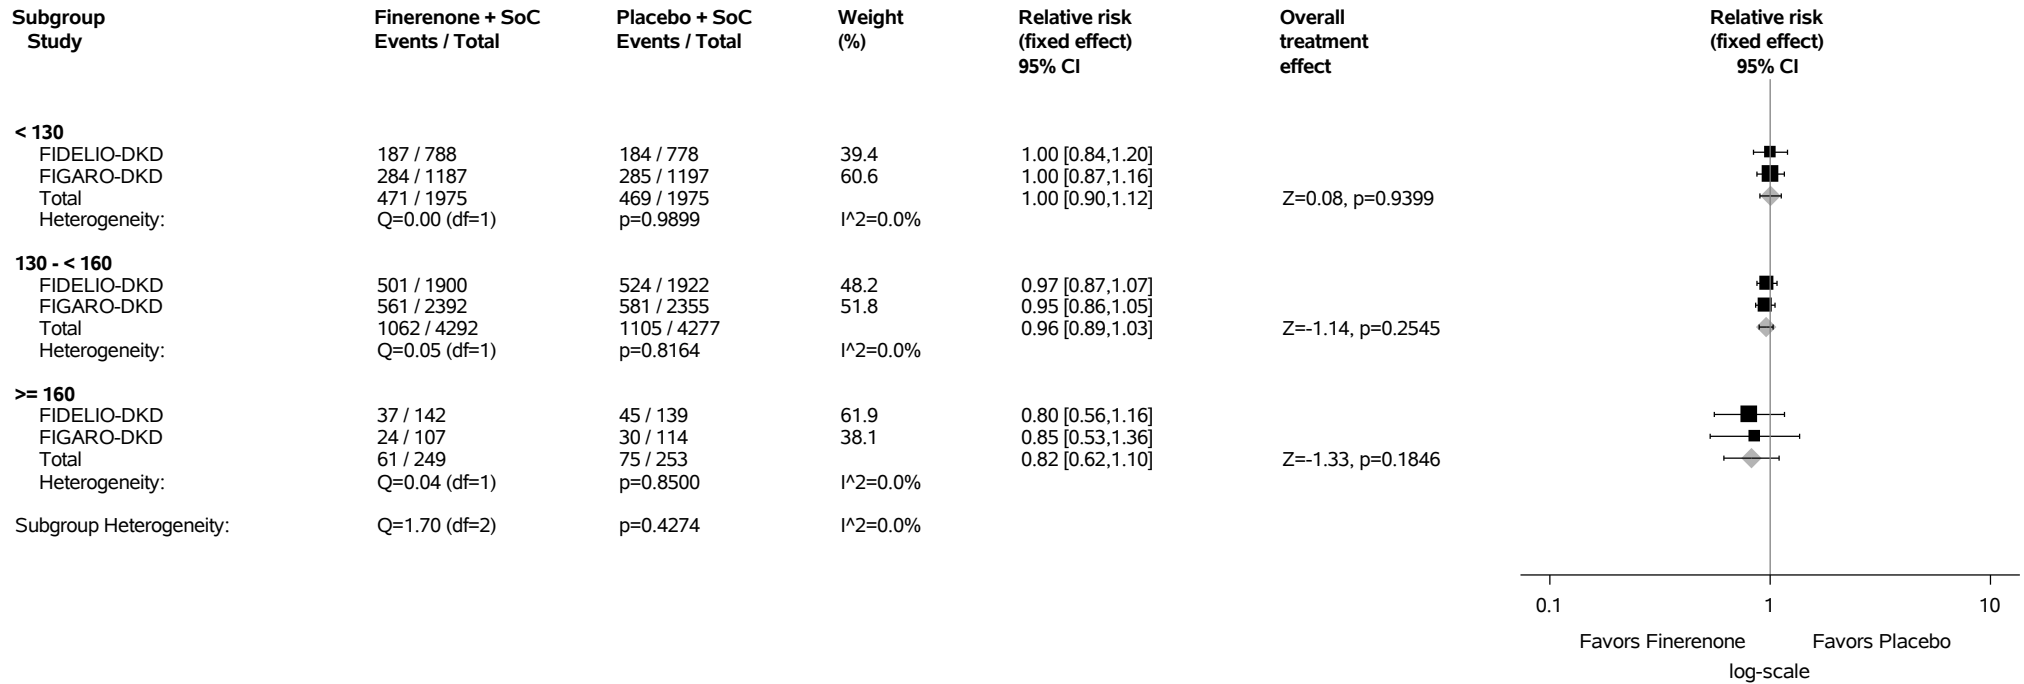 Subgroup Finerenone + SoC Placebo + SoC Weight Relative risk Overall Relative risk
Study Events / Total Events / Total (%) (fixed effect) treatment (fixed effect)
95% CI effect 95% CI
< 130
FIDELIO-DKD 187 / 788 184 / 778 39.4 1.00 [0.84,1.20]
FIGARO-DKD 284 / 1187 285 / 1197 60.6 1.00 [0.87,1.16]
Total 471 / 1975 469 / 1975 1.00 [0.90,1.12] Z=0.08, p=0.9399
Heterogeneity: Q=0.00 (df=1) p=0.9899 I^2=0.0%
130 - < 160
FIDELIO-DKD 501 / 1900 524 / 1922 48.2 0.97 [0.87,1.07]
FIGARO-DKD 561 / 2392 581 / 2355 51.8 0.95 [0.86,1.05]
Total 1062 / 4292 1105 / 4277 0.96 [0.89,1.03] Z=-1.14, p=0.2545
Heterogeneity: Q=0.05 (df=1) p=0.8164 I^2=0.0%
>= 160
FIDELIO-DKD 37 / 142 45 / 139 61.9 0.80 [0.56,1.16]
FIGARO-DKD 24 / 107 30 / 114 38.1 0.85 [0.53,1.36]
Total 61 / 249 75 / 253 0.82 [0.62,1.10] Z=-1.33, p=0.1846
Heterogeneity: Q=0.04 (df=1) p=0.8500 I^2=0.0%
Subgroup Heterogeneity: Q=1.70 (df=2) p=0.4274 I^2=0.0%
0.1 1 10
Favors Finerenone Favors Placebo
log-scale